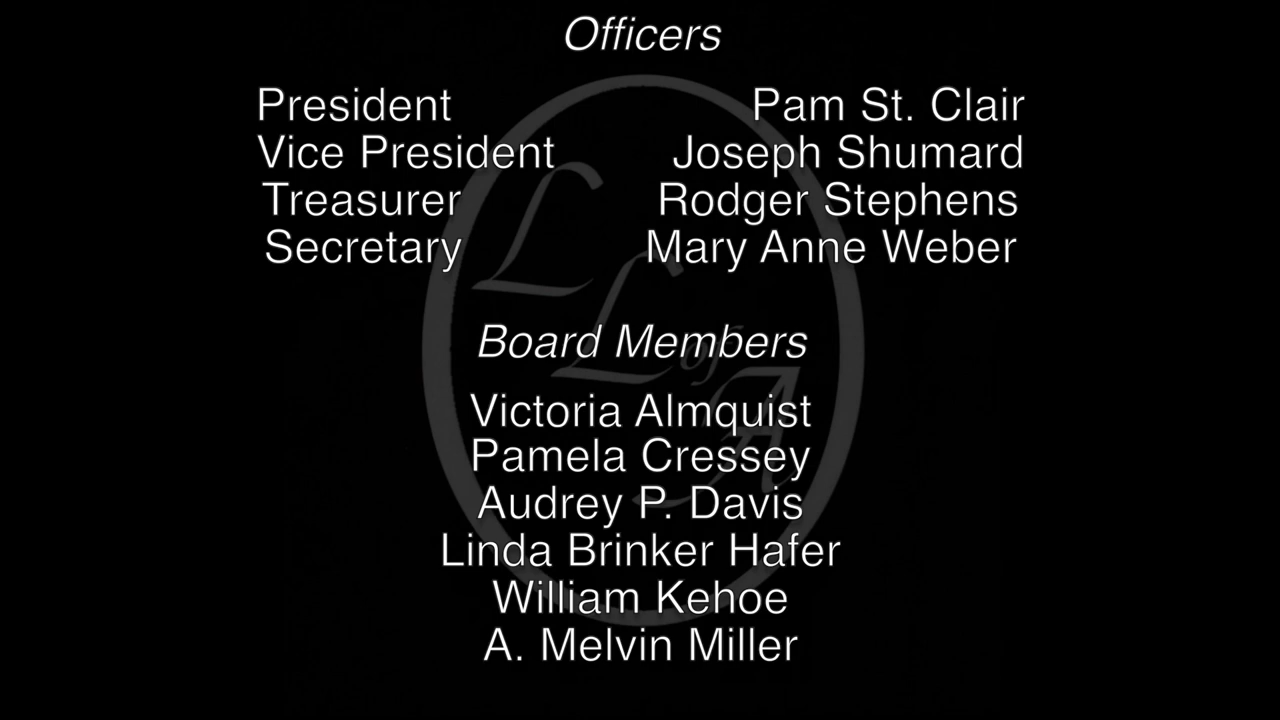 Officers
President Pam St. Clair
Vice President Joseph Shumard
Treasurer Rodger Stephens
Secretary Mary Anne Weber
L
L of
A
Board Members
Victoria Almquist
Pamela Cressey
Audrey P. Davis
Linda Brinker Hafer
William Kehoe
A. Melvin Miller